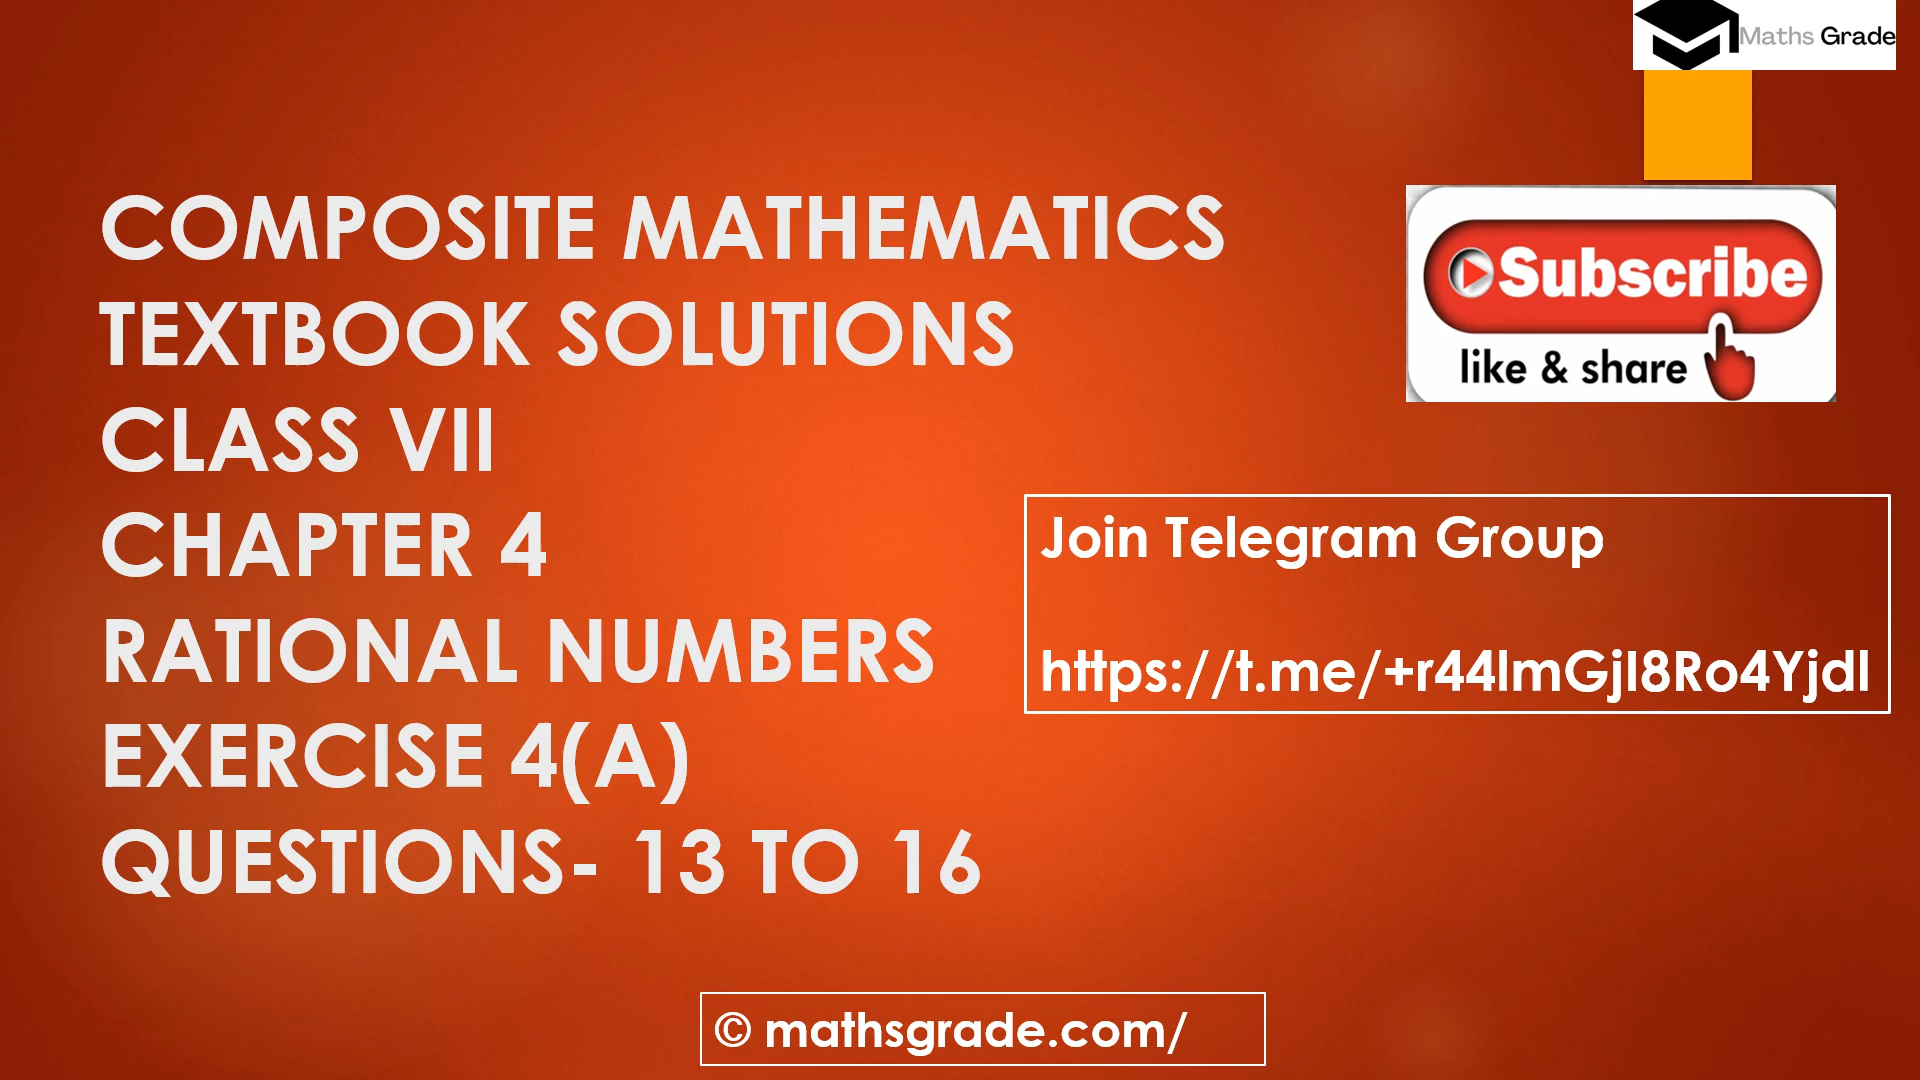 Maths Grade
COMPOSITE MATHEMATICS
TEXTBOOK SOLUTIONS
CLASS VII
CHAPTER 4
RATIONAL NUMBERS
EXERCISE 4(A)
QUESTIONS- 13 TO 16
Subscribe
like & share
Join Telegram Group
https://t.me/+r44lmGjI8Ro4Yjdl
© mathsgrade.com/